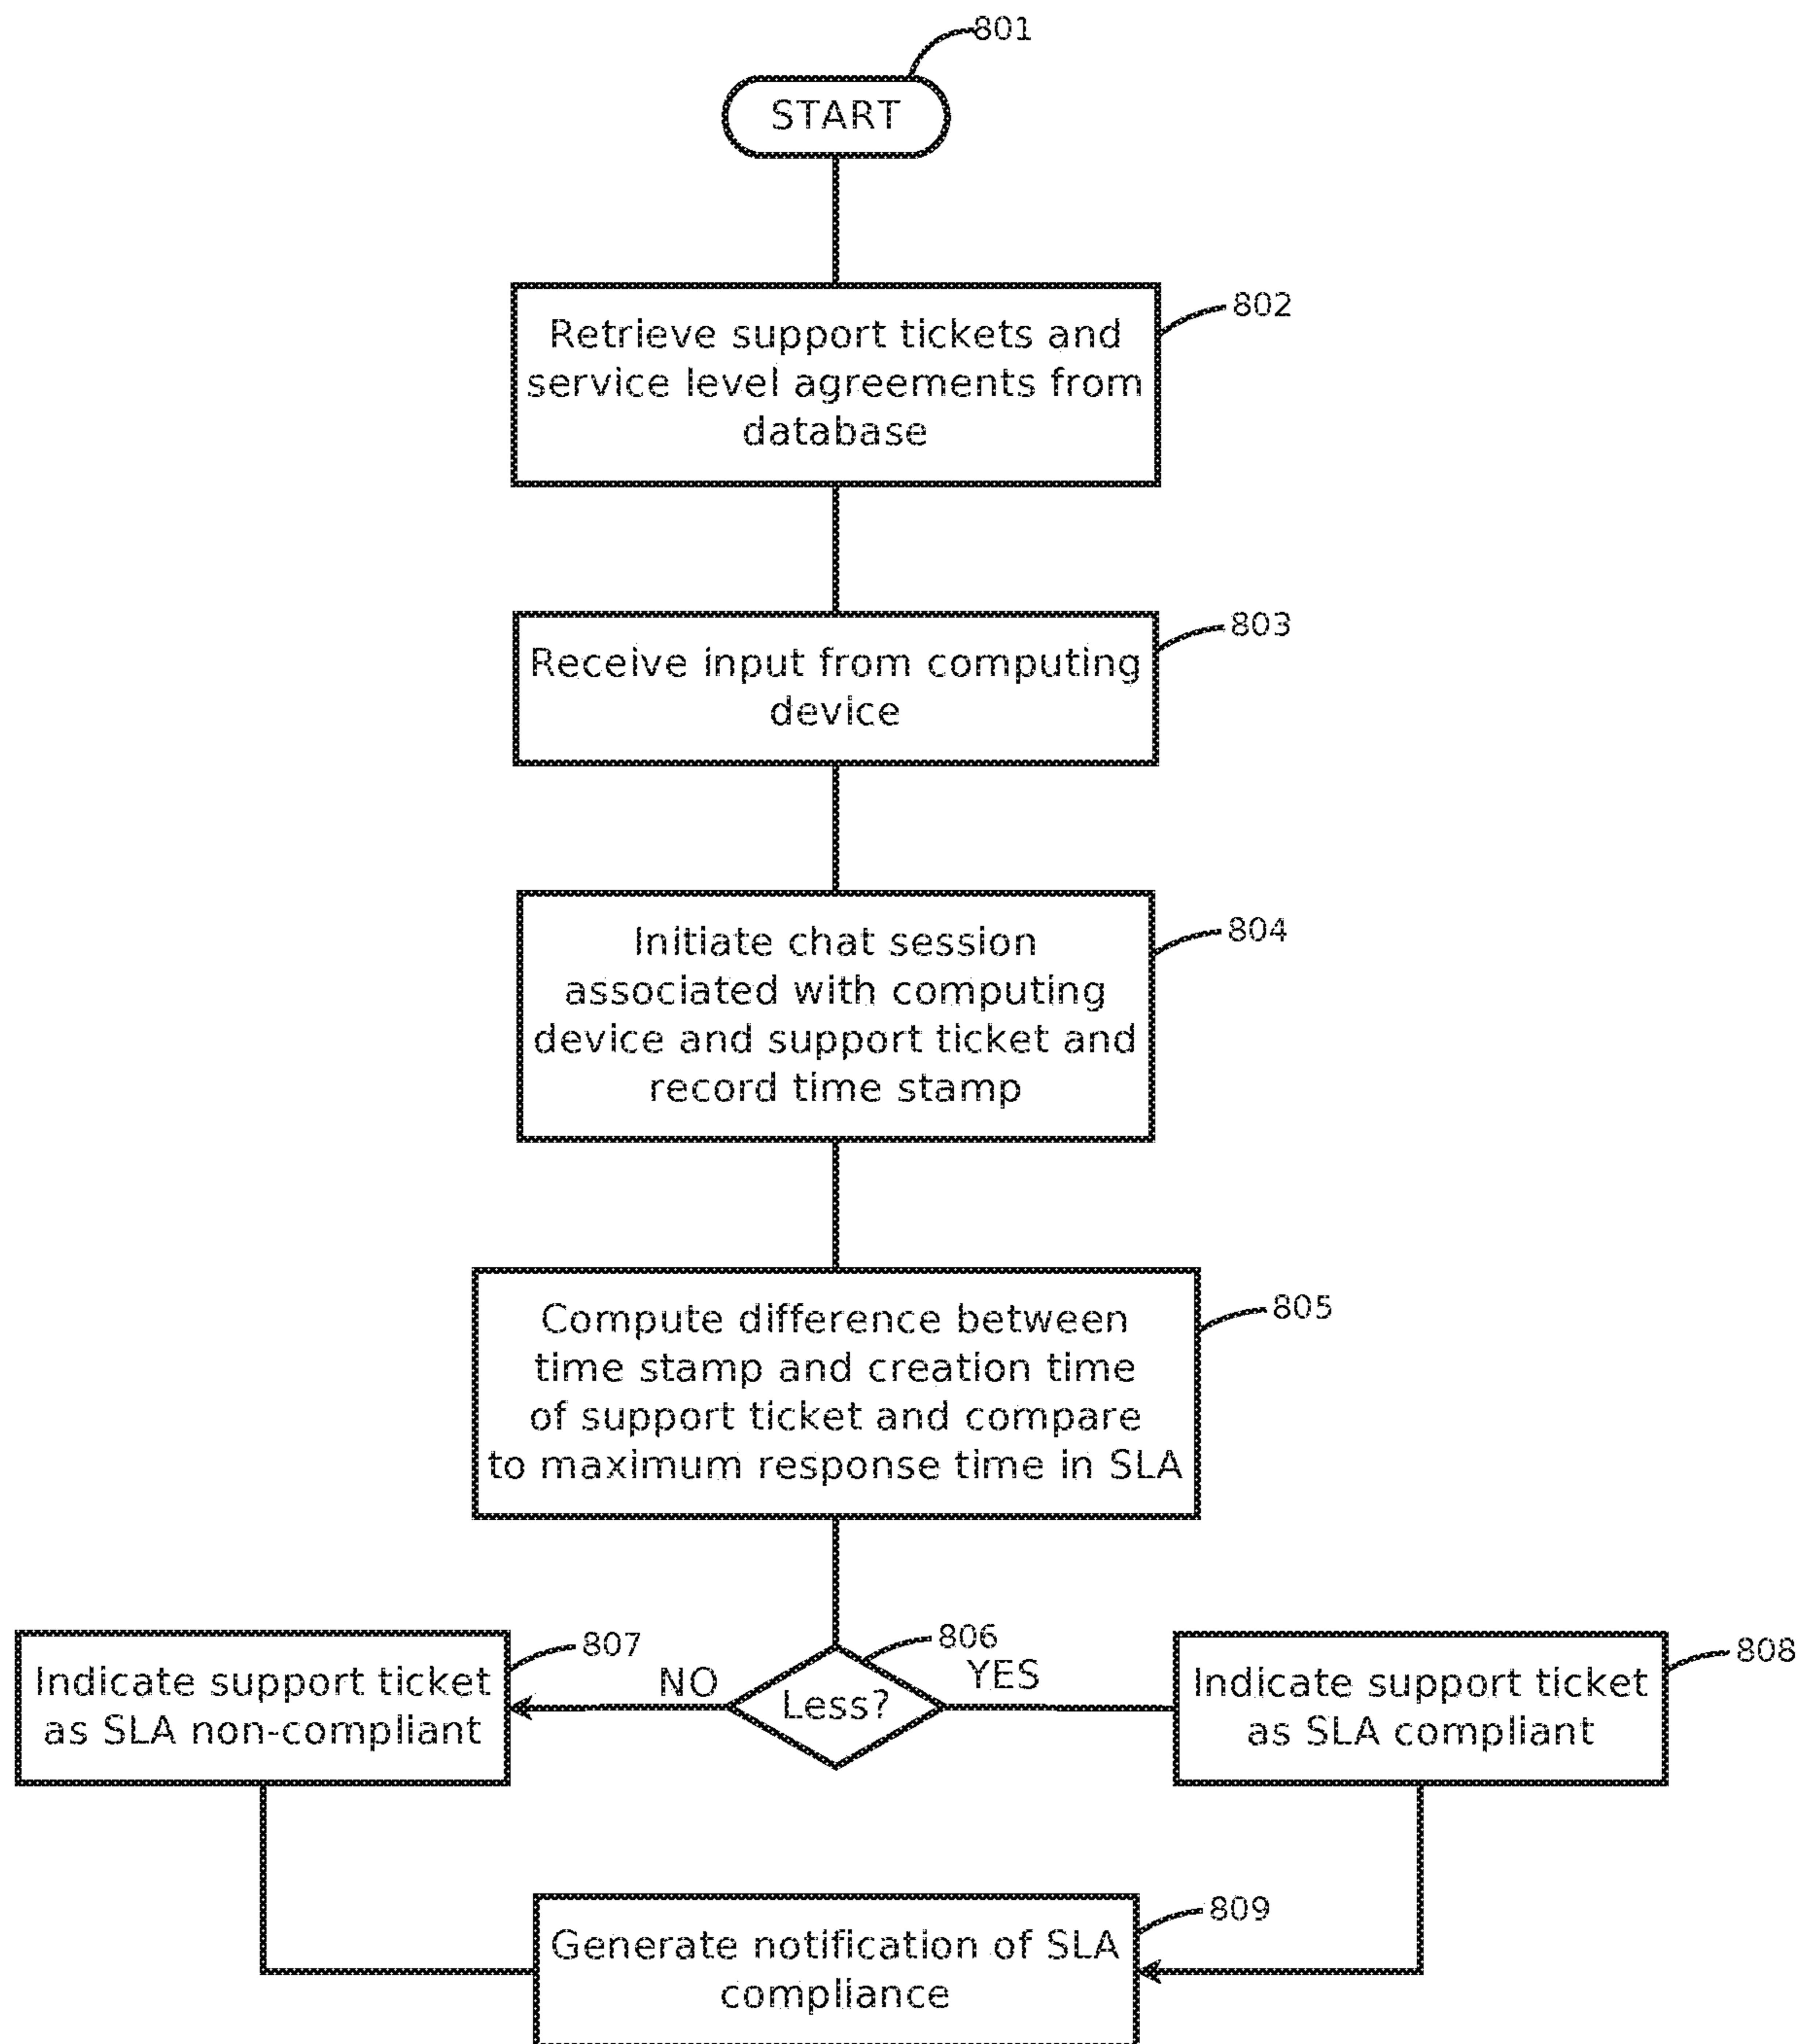 801
START
802
Retrieve support tickets and
service level agreements from
database
803
Receive input from computing
device
804
Initiate chat session
associated with computing
device and support ticket and
record time stamp
805
Compute difference between
time stamp and creation time
of support ticket and compare
to maximum response time in SLA
807
Indicate support ticket
as SLA non-compliant
NO
806
Less?
YES
808
Indicate support ticket
as SLA compliant
809
Generate notification of SLA
compliance